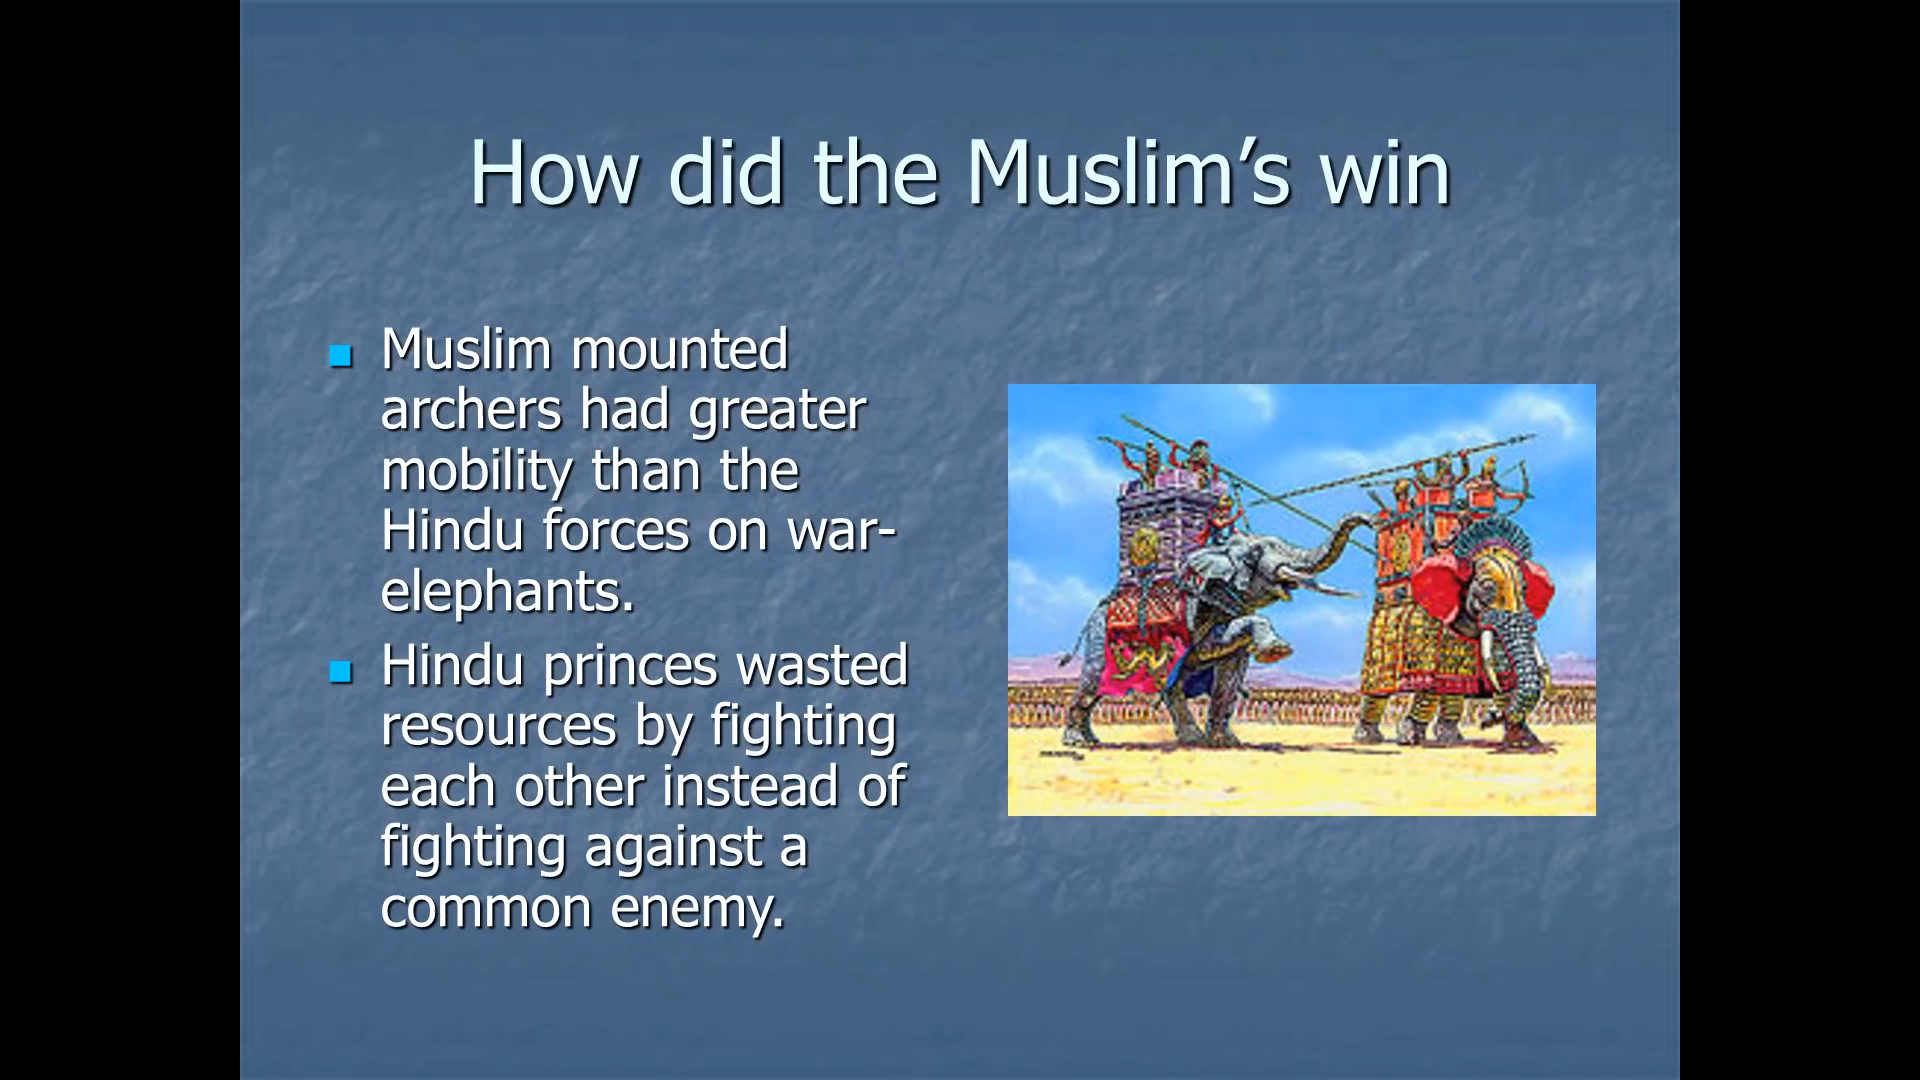 How did the Muslim’s win
Muslim mounted
archers had greater
mobility than the
Hindu forces on war-
elephants.
Hindu princes wasted
resources by fighting
each other instead of
fighting against a
common enemy.